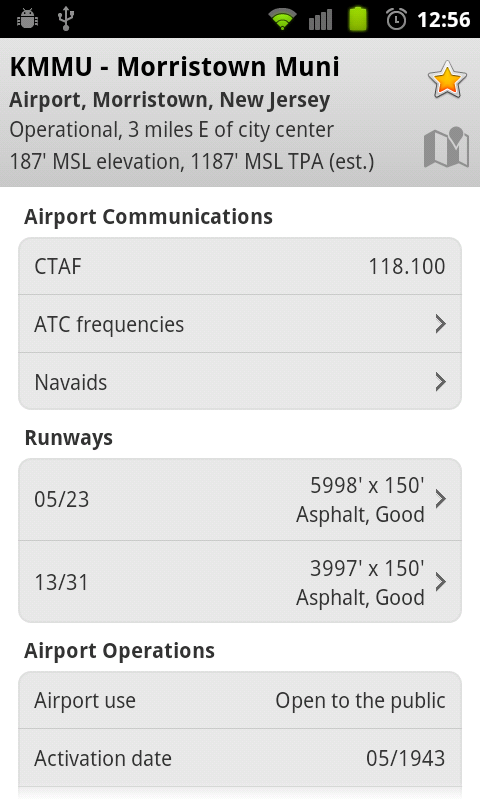 12:56
KMMU - Morristown Muni
Airport, Morristown, New Jersey
Operational, 3 miles E of city center
187' MSL elevation, 1187' MSL TPA (est.)
Airport Communications
CTAF 118.100
ATC frequencies
Navaids
Runways
05/23 5998' x 150'
Asphalt, Good
13/31 3997' x 150'
Asphalt, Good
Airport Operations
Airport use Open to the public
Activation date 05/1943